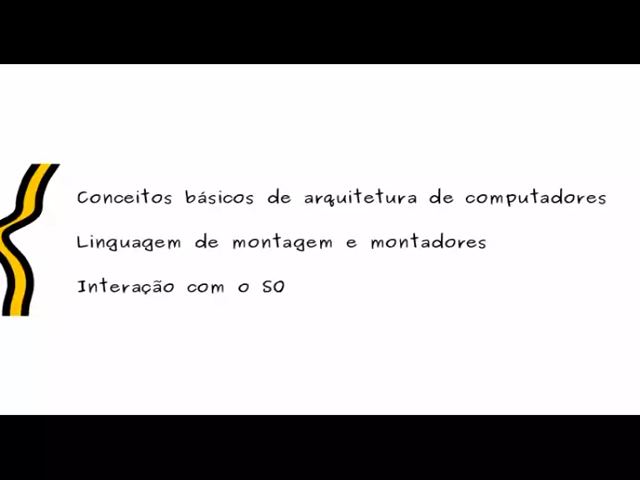 Conceitos básicos de arquitetura de computadores
Linguagem de montagem e montadores
Interação com o SO